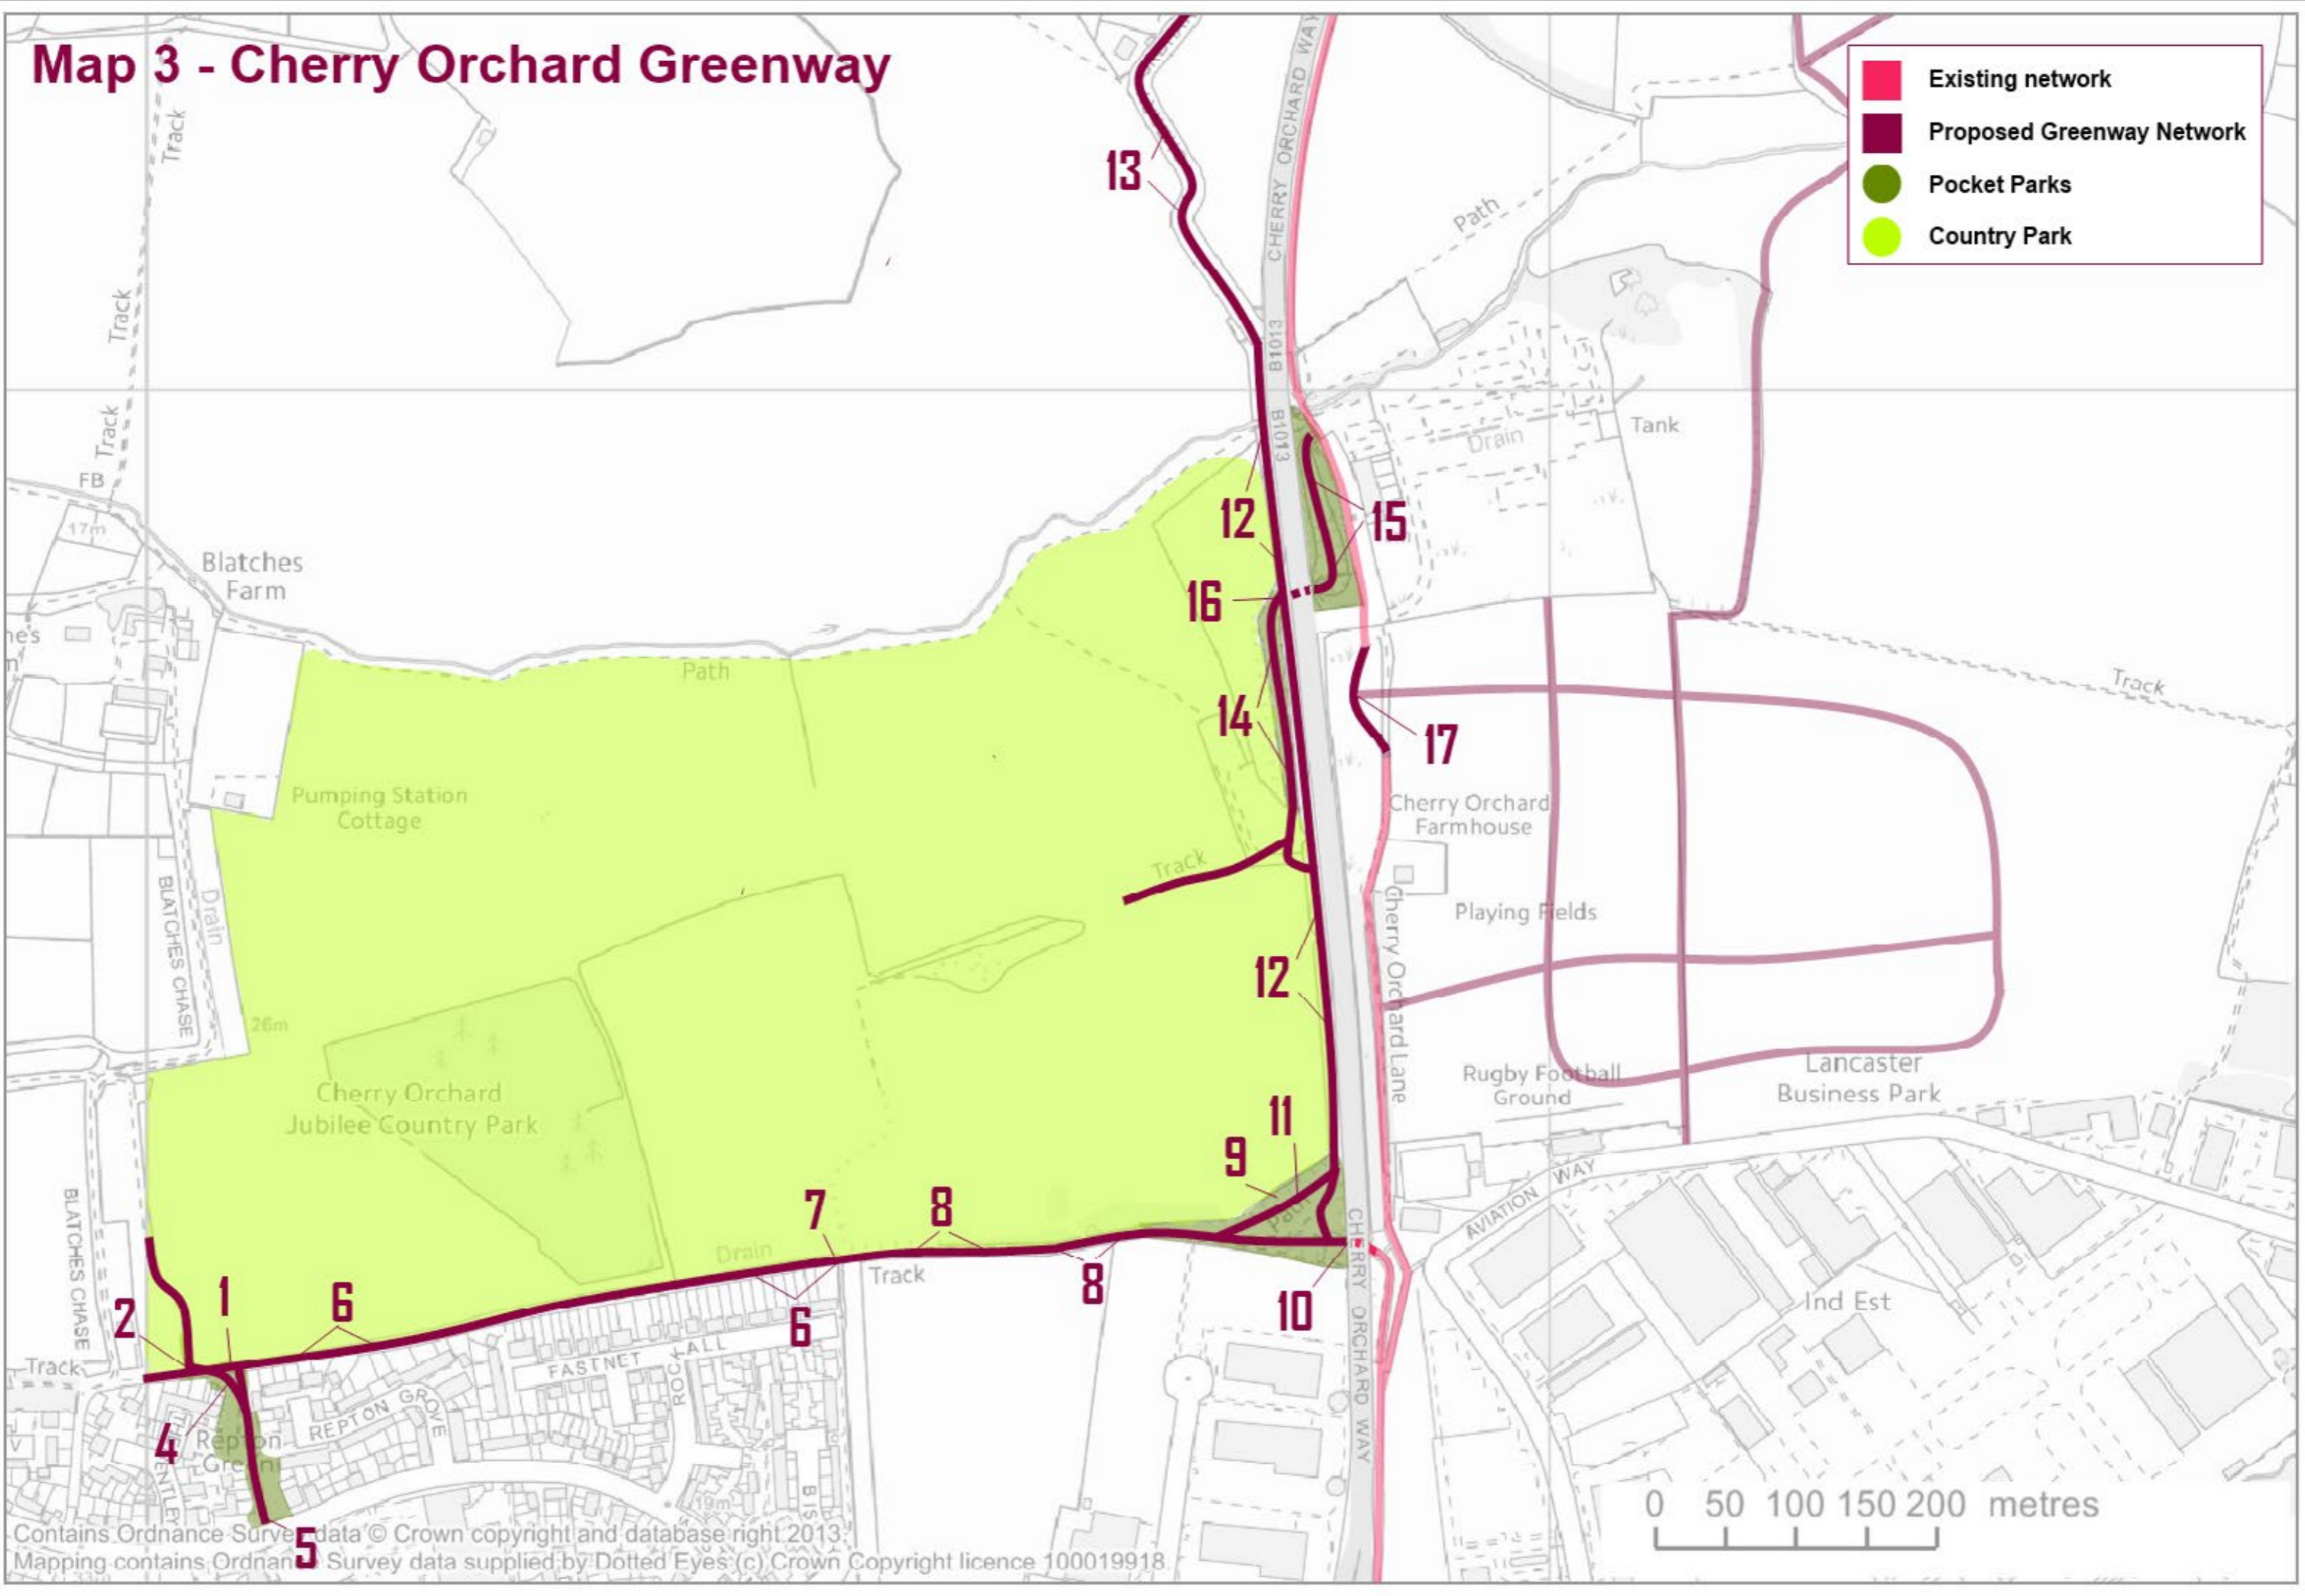 Map 3 - Cherry Orchard Greenway
Existing network
Proposed Greenway Network
Pocket Parks
Country Park
CHERRY ORCHARD WAY
Track
13
Path
Track
B1013
Track
B1013
Tank
Drain
FB
17m
12
15
Blatches
Farm
16
Path
Track
14
17
Pumping Station
Cottage
Cherry Orchard
Farmhouse
Track
BLATCHES CHASE
Drain
Playing Fields
Cherry Orchard Lane
12
26m
Cherry Orchard
Jubilee Country Park
Rugby Football
Ground
Lancaster
Business Park
11
9
AVIATION WAY
BLATCHES CHASE
7
8
Drain
Track
8
CHERRY ORCHARD WAY
10
Ind Est
2
1
6
6
Track
FASTNET
ROCKALL
REPTON GROVE
4
Repton
Green
19m
5
0 50 100 150 200 metres
Contains Ordnance Survey data © Crown copyright and database right 2013.
Mapping contains Ordnance Survey data supplied by Dotted Eyes (c) Crown Copyright licence 100019918.